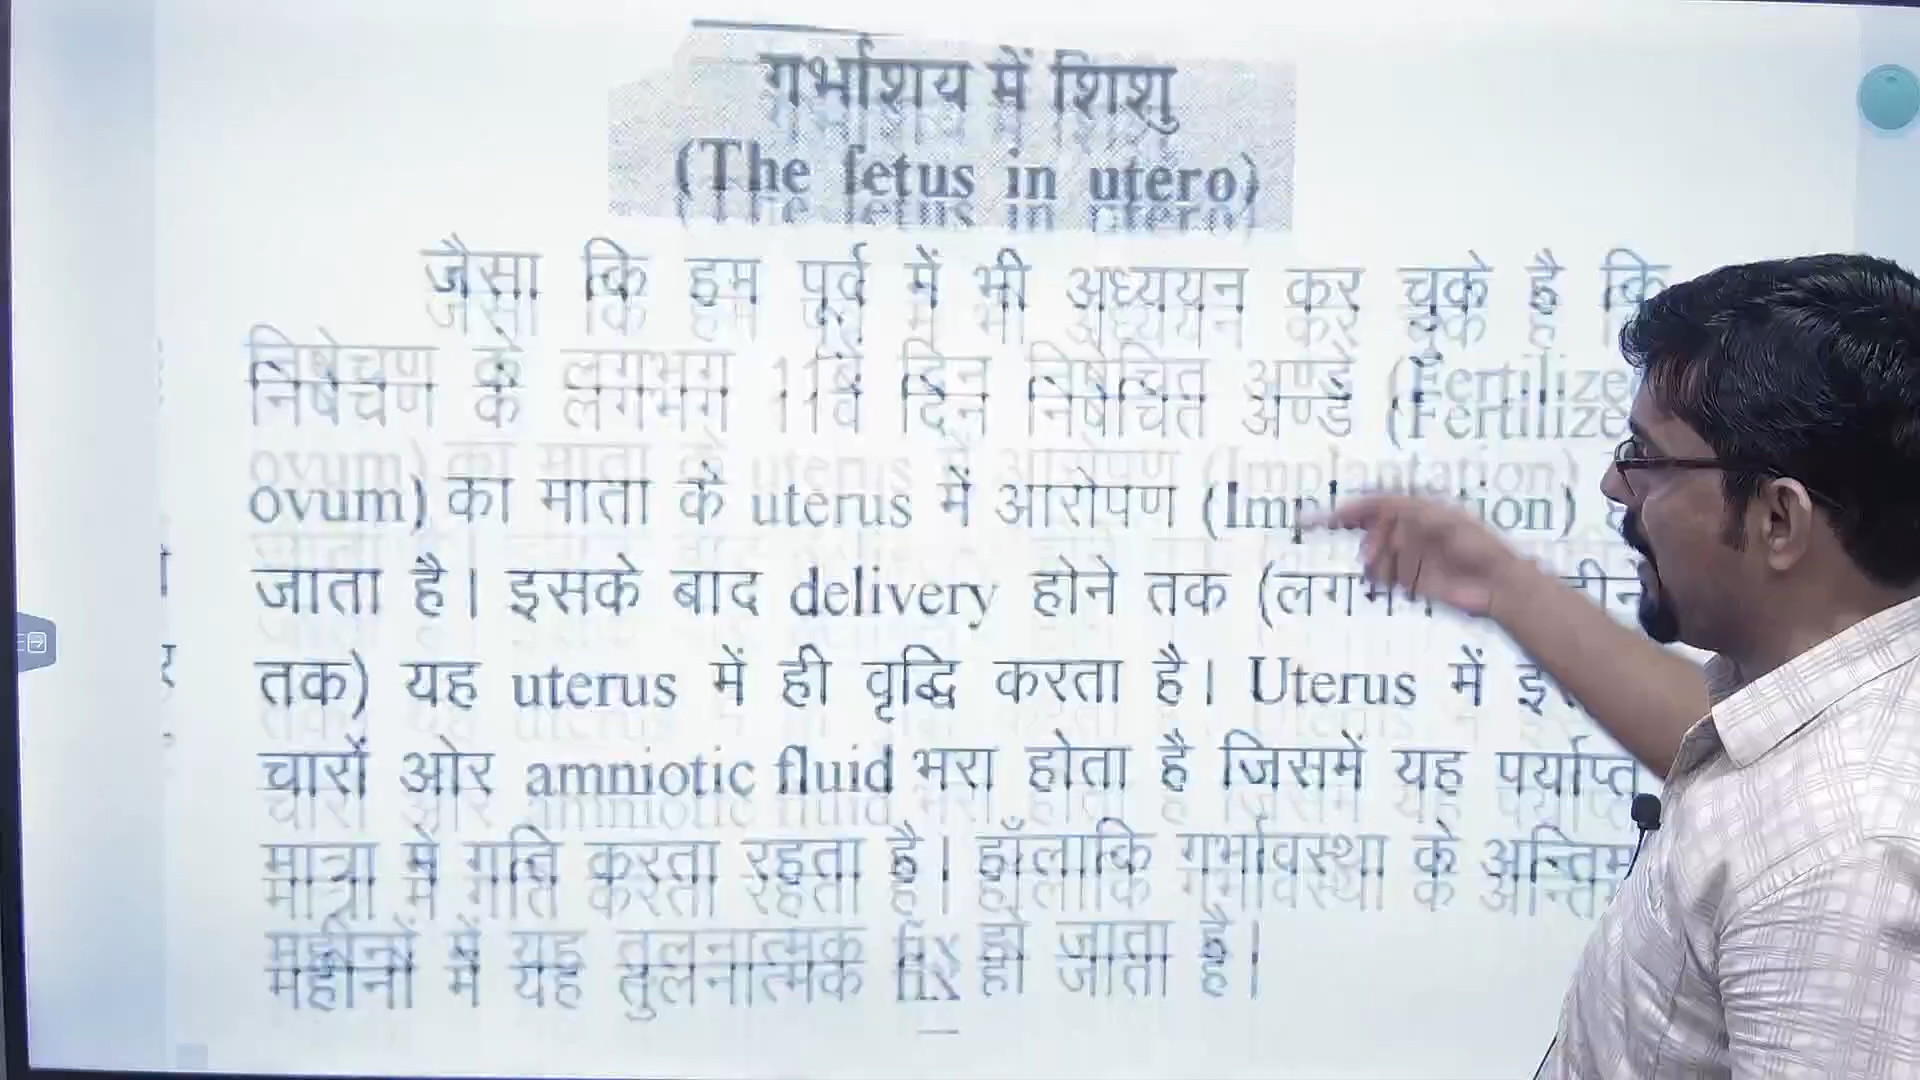 गर्भाशय में शिशु
(The fetus in utero)
जैसा कि हम पूर्व में भी अध्ययन कर चुके है कि
निषेचण के लगभग 11वें दिन निषेचित अण्डे (Fertilize
ovum) का माता के uterus में आरोपण (Implantation)
जाता है। इसके बाद delivery होने तक (लगभग
तक) यह uterus में ही वृद्धि करता है। Uterus में
चारों ओर amniotic fluid भरा होता है जिसमें यह पर्याप्त
मात्रा में गति करता रहता है। हाँलाकि गर्भावस्था के अन्तिम
महीनों में यह तुलनात्मक fix हो जाता है।